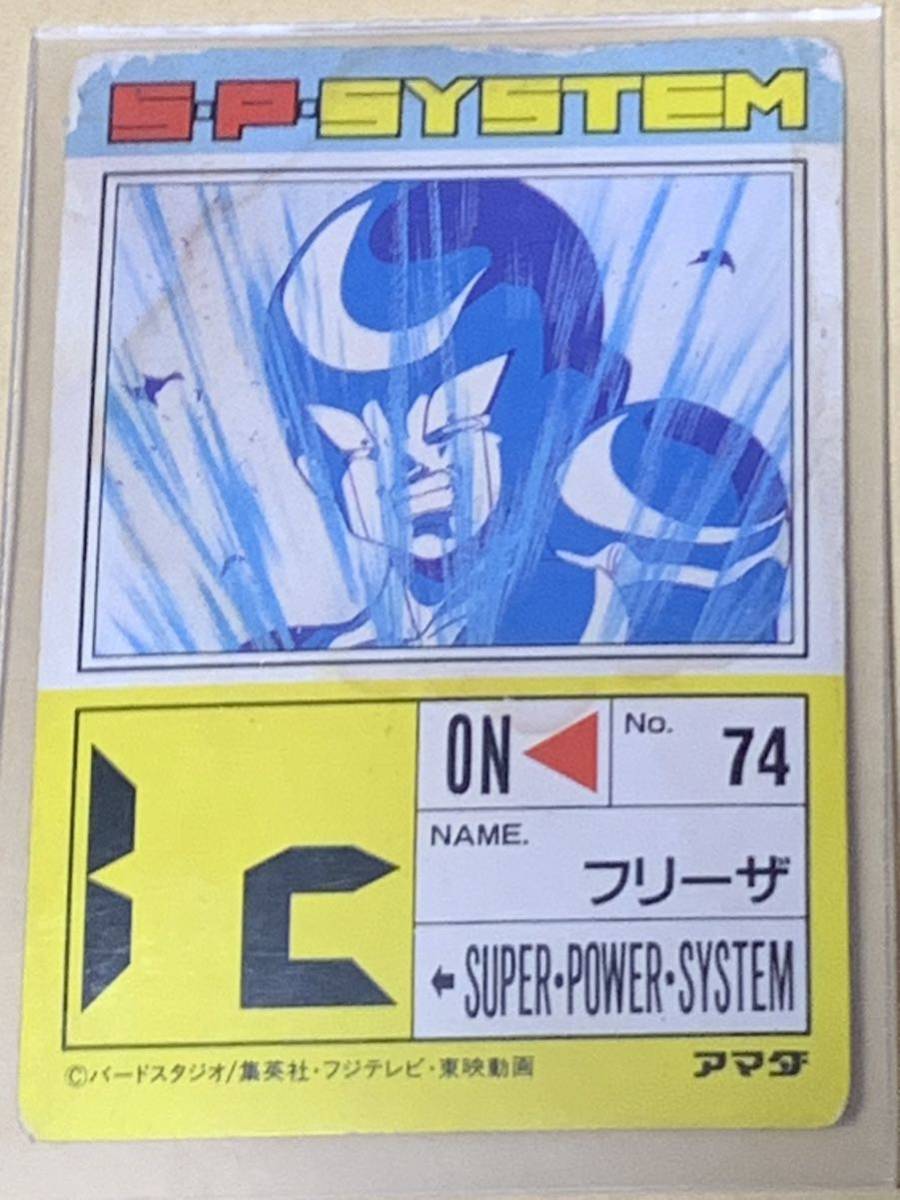 S·P·SYSTEM
ON
No. 74
NAME.
フリーザ
SUPER·POWER·SYSTEM
©バードスタジオ/集英社・フジテレビ・東映動画
アマダ